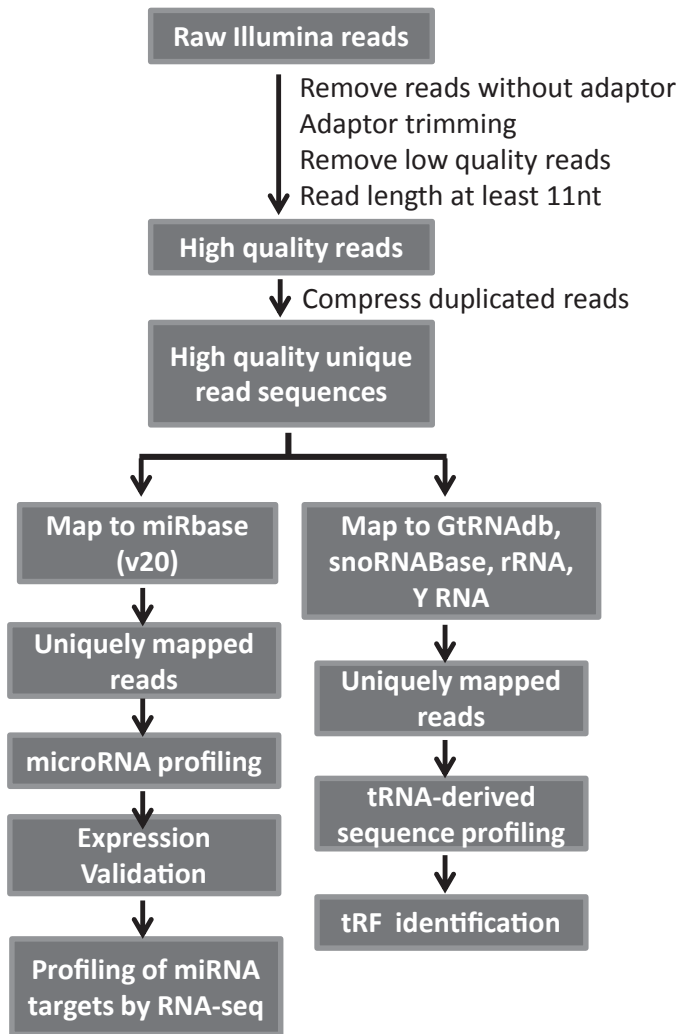 Raw Illumina reads
Remove reads without adaptor
Adaptor trimming
Remove low quality reads
Read length at least 11nt
High quality reads
Compress duplicated reads
High quality unique
read sequences
Map to miRbase
(v20)
Uniquely mapped
reads
microRNA profiling
Expression
Validation
Profiling of miRNA
targets by RNA-seq
Map to GtRNAdb,
snoRNABase, rRNA,
Y RNA
Uniquely mapped
reads
tRNA-derived
sequence profiling
tRF identification